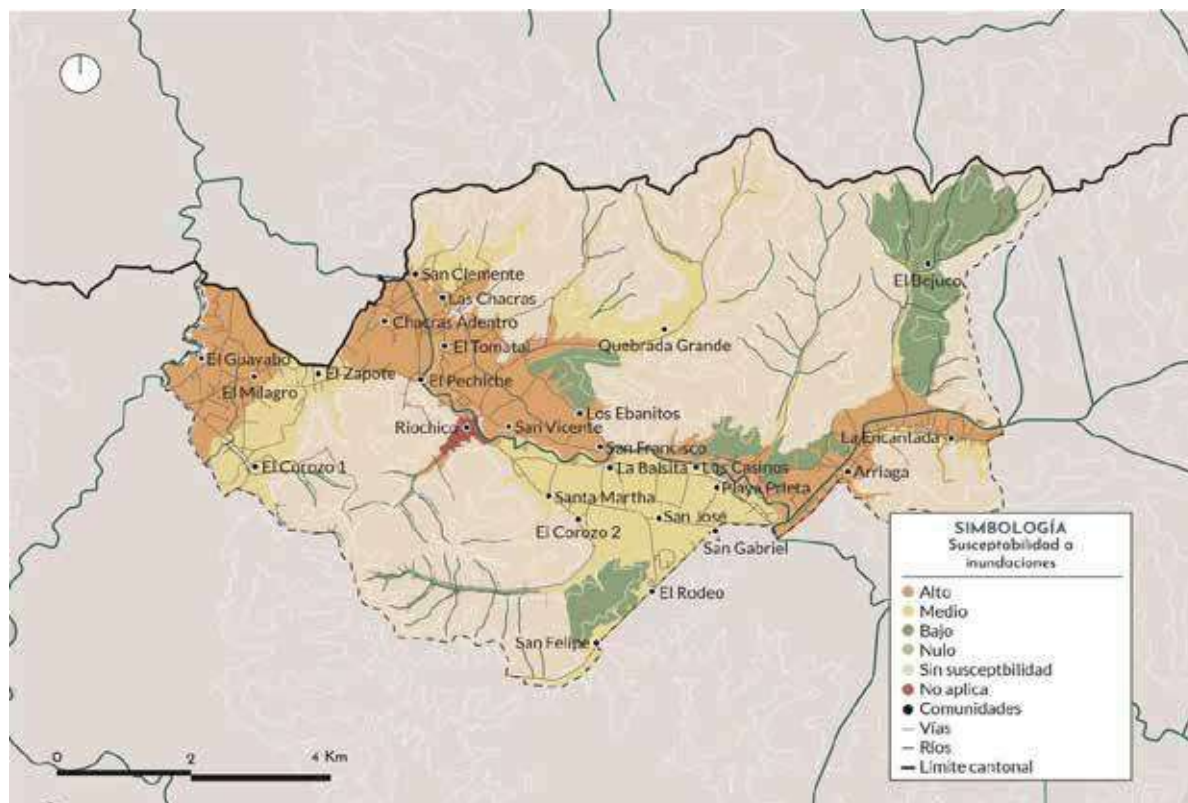 San Clemente
Las Chacras
Chacras Adentro
El Tomatal
Quebrada Grande
El Bejuco
El Guayabo
El Milagro
El Zapote
El Pechiche
Los Ebanitos
Riochico
San Vicente
San Francisco
La Encantada
El Corozo 1
La Balsita
Los Casinos
Arriaga
Playa Prieta
Santa Martha
San José
El Corozo 2
San Gabriel
El Rodeo
San Felipe
SIMBOLOGÍA
Susceptabilidad a
inundaciones
Alto
Medio
Bajo
Nulo
Sin susceptbilidad
No aplica
Comunidades
Vías
Ríos
Límite cantonal
0 2 4 Km